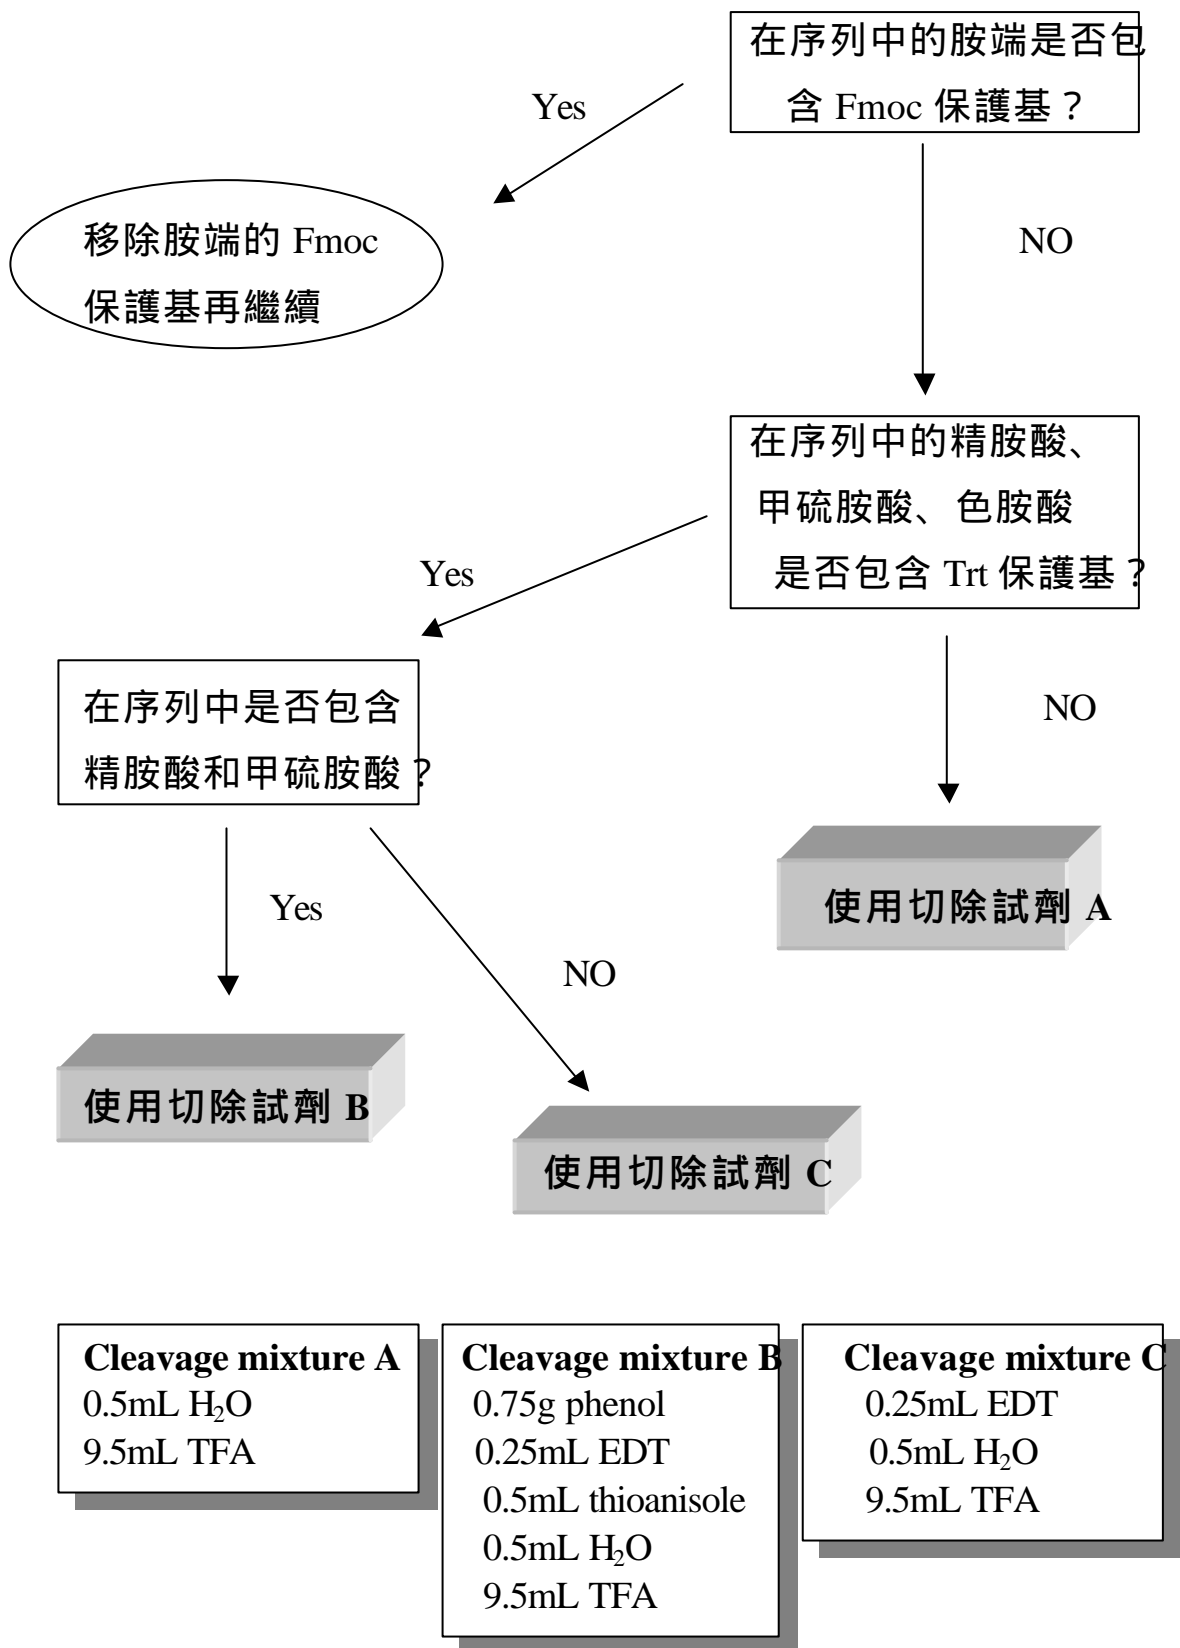 在序列中的胺端是否包
含 Fmoc 保護基？
Yes
移除胺端的 Fmoc
保護基再繼續
NO
在序列中的精胺酸、
甲硫胺酸、色胺酸
是否包含 Trt 保護基？
Yes
NO
在序列中是否包含
精胺酸和甲硫胺酸？
使用切除試劑 A
Yes
NO
使用切除試劑 B
使用切除試劑 C
Cleavage mixture A
0.5mL H₂O
9.5mL TFA
Cleavage mixture B
0.75g phenol
0.25mL EDT
0.5mL thioanisole
0.5mL H₂O
9.5mL TFA
Cleavage mixture C
0.25mL EDT
0.5mL H₂O
9.5mL TFA